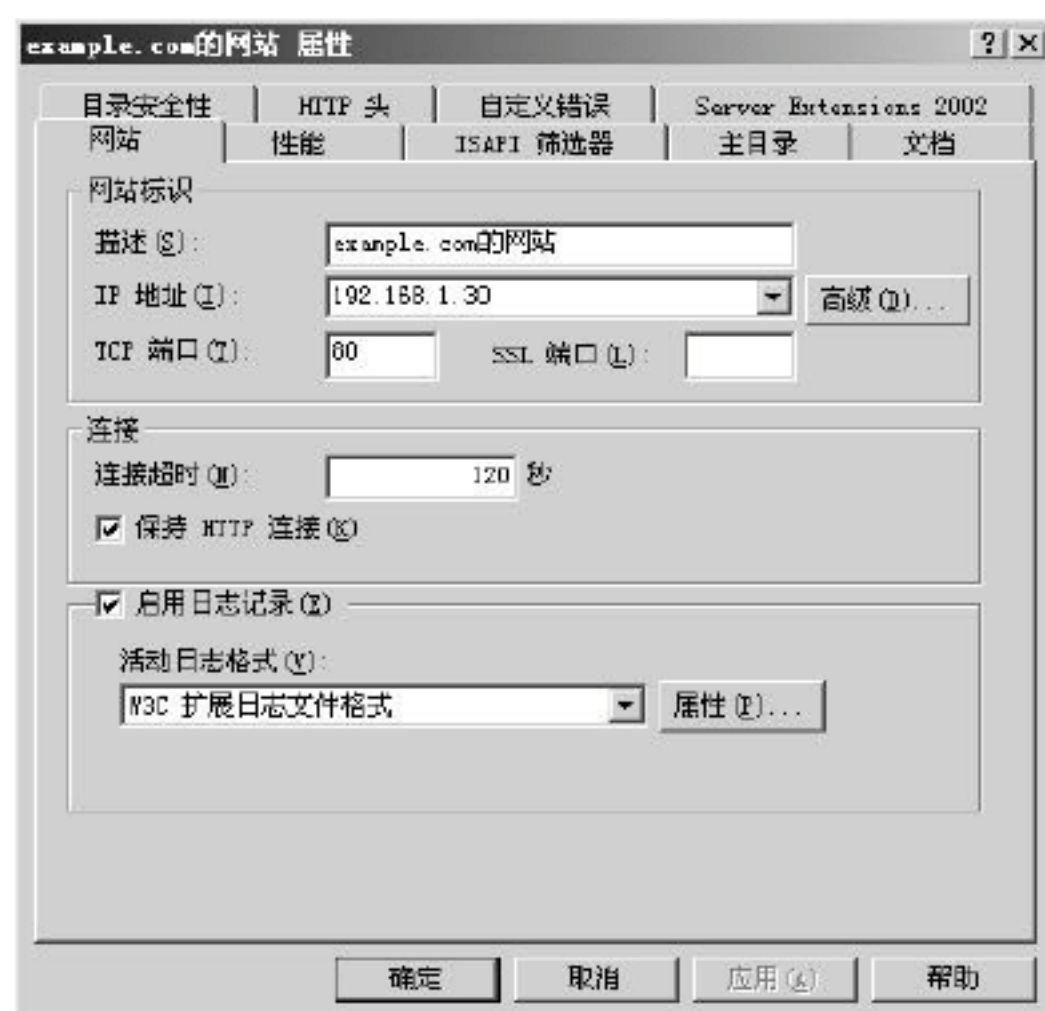 example.com的网站 属性
目录安全性 HTTP 头 自定义错误 Server Extensions 2002
网站 性能 ISAPI 筛选器 主目录 文档
网站标识
描述(S): example.com的网站
IP 地址(I): 192.168.1.30 高级(D)...
TCP 端口(T): 80 SSL 端口(L):
连接
连接超时(N): 120 秒
保持 HTTP 连接(K)
启用日志记录(E)
活动日志格式(V):
W3C 扩展日志文件格式 属性(P)...
确定 取消 应用(A) 帮助